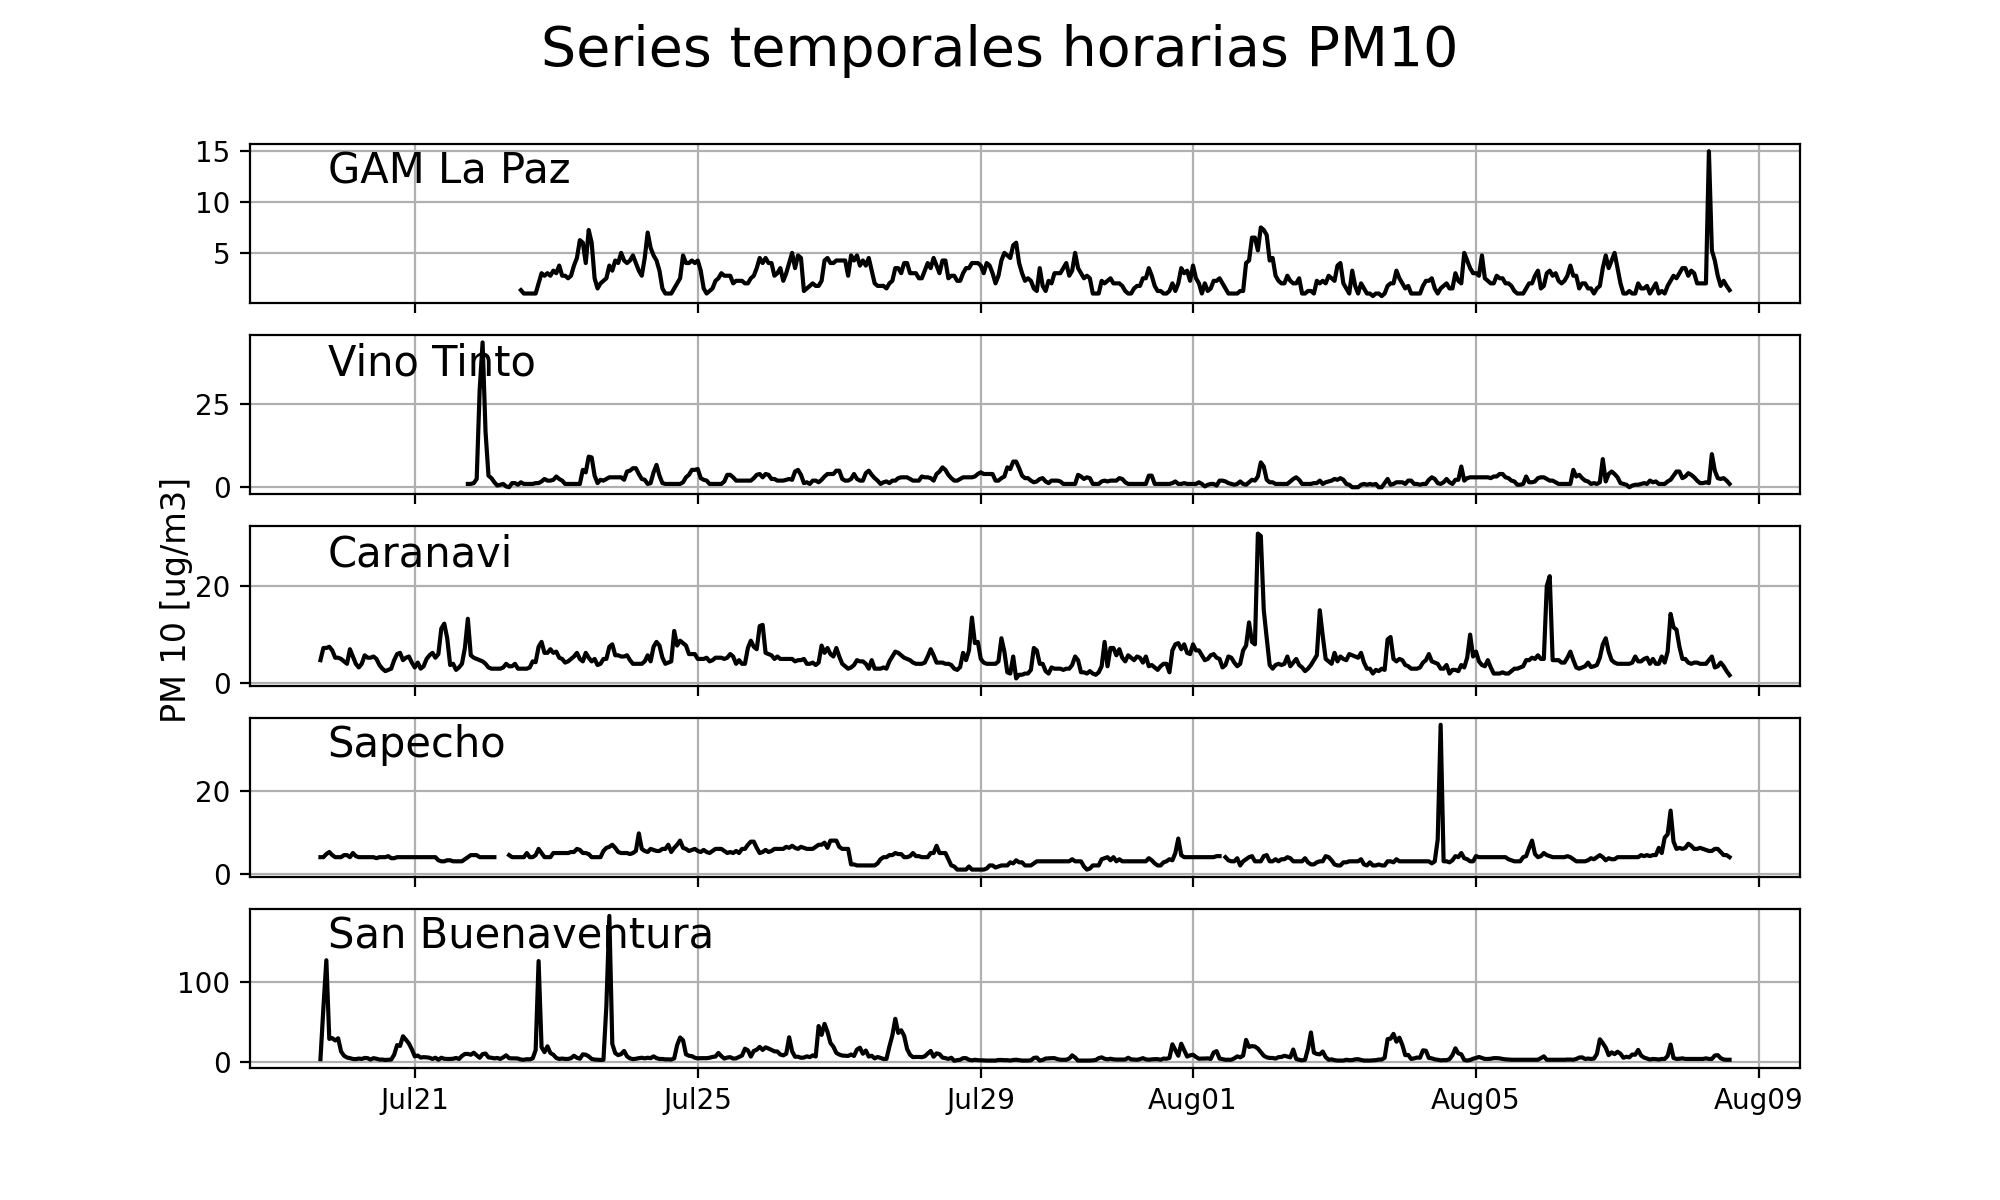 Series temporales horarias PM10
PM 10 [ug/m3]
GAM La Paz
15
10
5
Vino Tinto
25
0
Caranavi
20
0
Sapecho
20
0
San Buenaventura
100
0
Jul21 Jul25 Jul29 Aug01 Aug05 Aug09